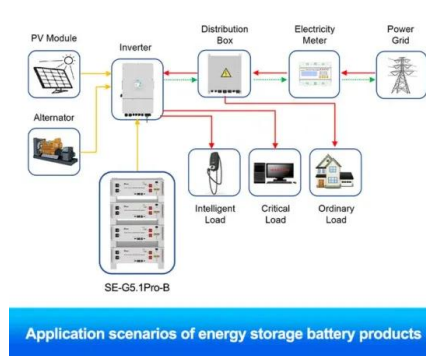 PV Module
Inverter
Distribution
Box
Electricity
Meter
Power
Grid
Alternator
Intelligent
Load
Critical
Load
Ordinary
Load
SE-G5.1Pro-B
Application scenarios of energy storage battery products